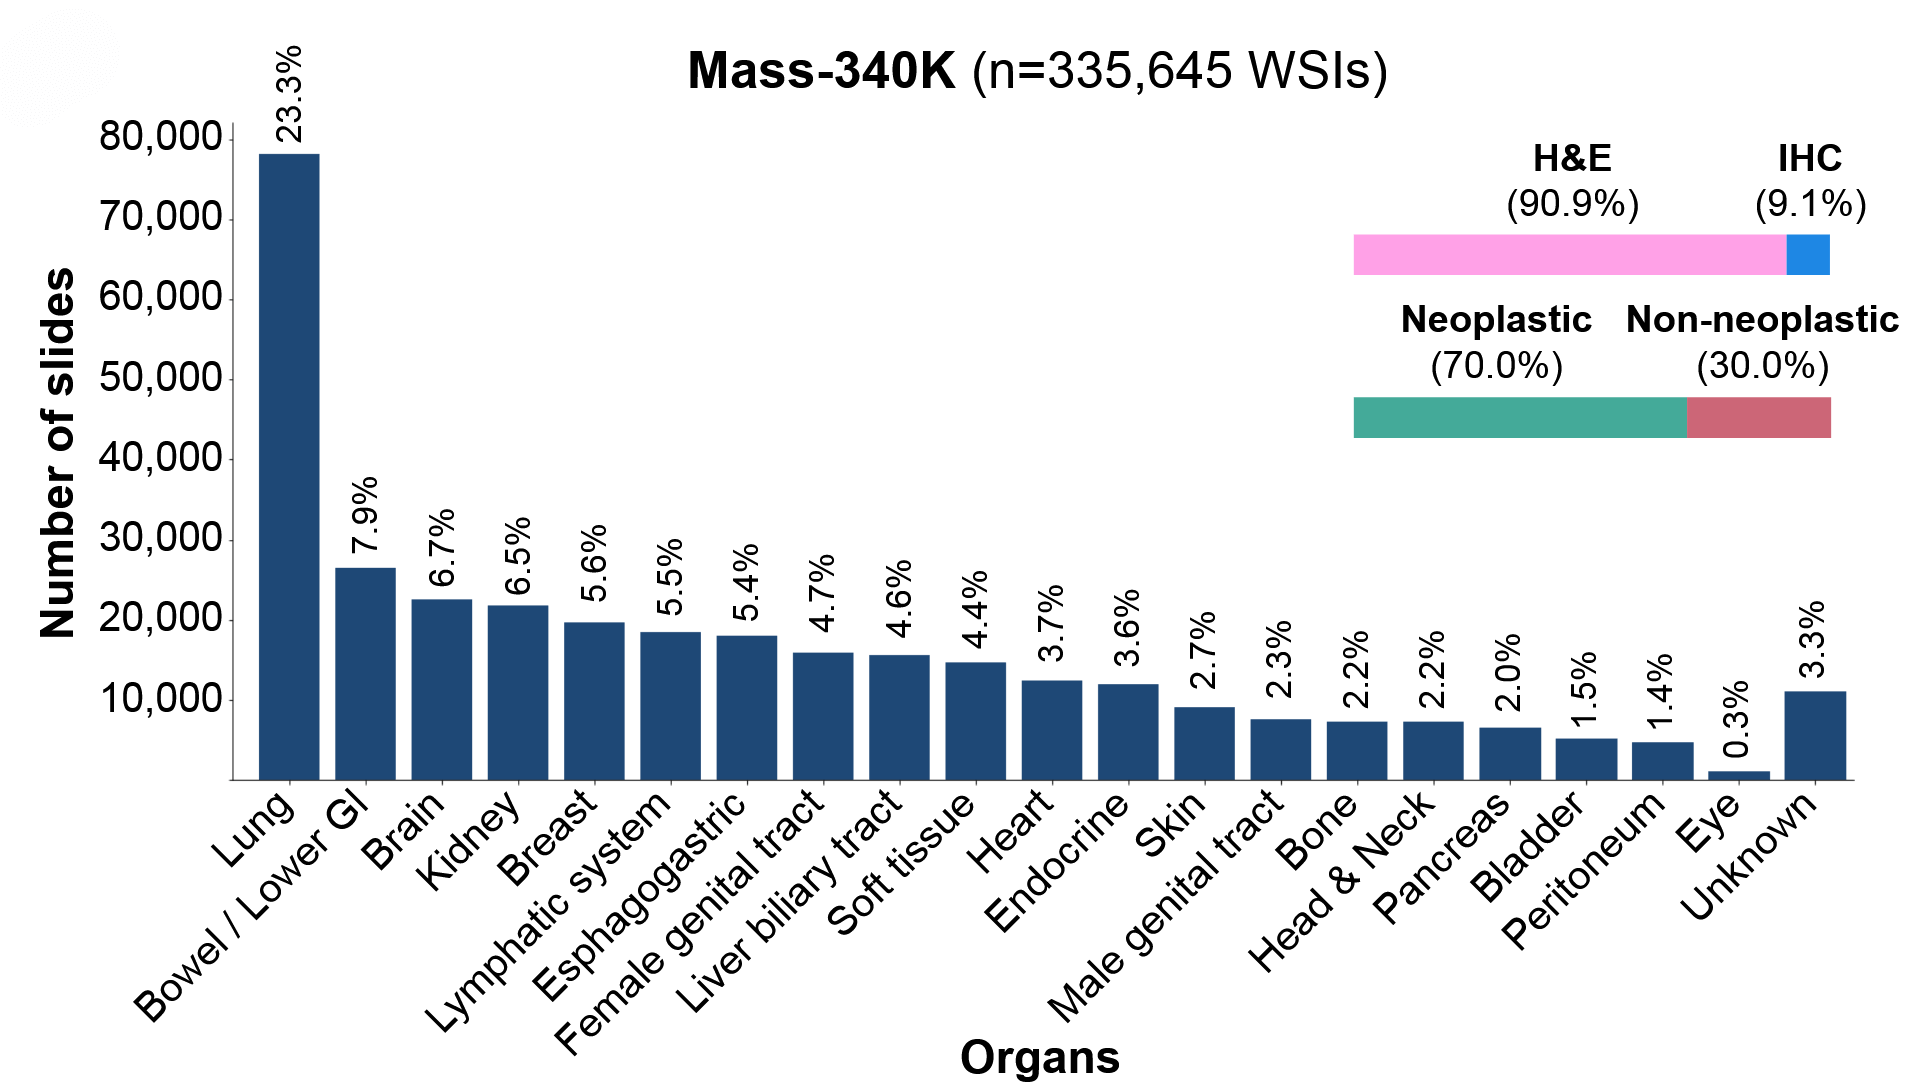 Mass-340K (n=335,645 WSIs)
Number of slides
80,000
70,000
60,000
50,000
40,000
30,000
20,000
10,000
23.3%
7.9%
6.7%
6.5%
5.6%
5.5%
5.4%
4.7%
4.6%
4.4%
3.7%
3.6%
2.7%
2.3%
2.2%
2.2%
2.0%
1.5%
1.4%
0.3%
3.3%
H&E IHC
(90.9%) (9.1%)
Neoplastic Non-neoplastic
(70.0%) (30.0%)
Lung
Bowel / Lower GI
Brain
Kidney
Breast
Lymphatic system
Esphagogastric
Female genital tract
Liver biliary tract
Soft tissue
Heart
Endocrine
Skin
Male genital tract
Bone
Head & Neck
Pancreas
Bladder
Peritoneum
Eye
Unknown
Organs